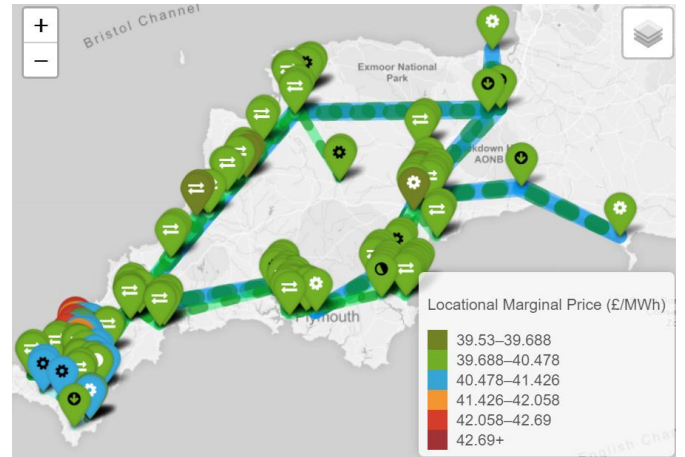 +
−
Bristol Channel
Exmoor National
Park
AONB
Plymouth
Locational Marginal Price (£/MWh)
39.53–39.688
39.688–40.478
40.478–41.426
41.426–42.058
42.058–42.69
42.69+
English